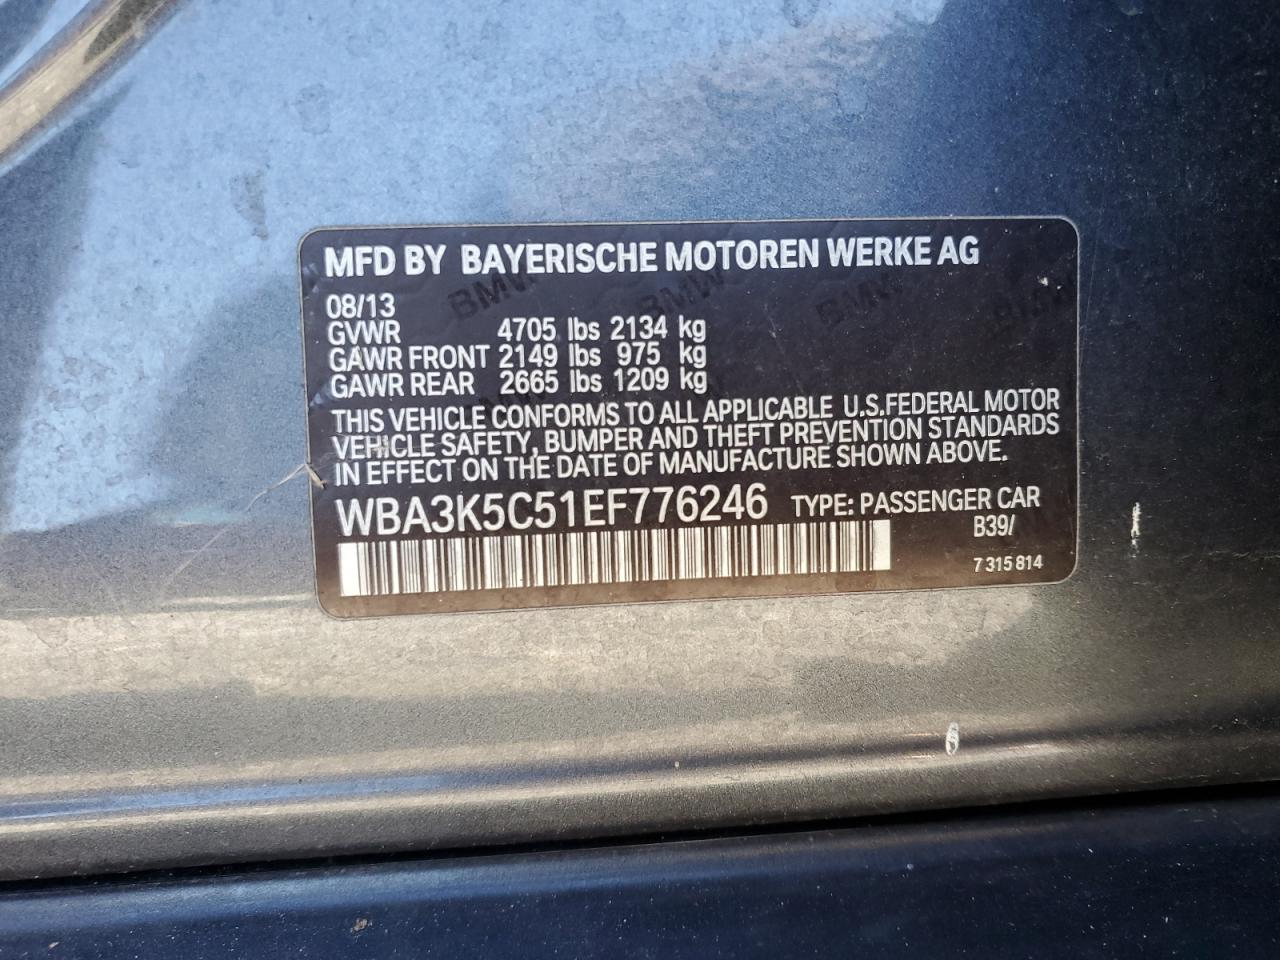 MFD BY BAYERISCHE MOTOREN WERKE AG
08/13
GVWR 4705 lbs 2134 kg
GAWR FRONT 2149 lbs 975 kg
GAWR REAR 2665 lbs 1209 kg
THIS VEHICLE CONFORMS TO ALL APPLICABLE U.S.FEDERAL MOTOR
VEHICLE SAFETY, BUMPER AND THEFT PREVENTION STANDARDS
IN EFFECT ON THE DATE OF MANUFACTURE SHOWN ABOVE.
WBA3K5C51EF776246 TYPE: PASSENGER CAR
B39/
7 315 814